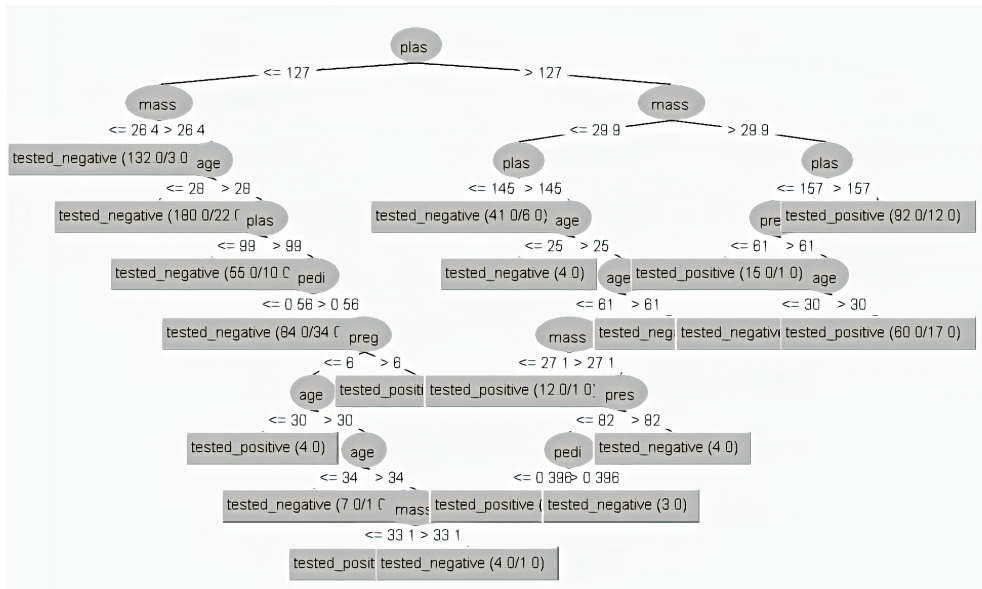 plas
<= 127 > 127
mass mass
<= 26.4 > 26.4 <= 29.9 > 29.9
tested_negative (132.0/3.0 age plas plas
<= 28 > 28 <= 145 > 145 <= 157 > 157
tested_negative (180.0/22.0 plas tested_negative (41.0/6.0) age pre tested_positive (92.0/12.0)
<= 99 > 99 <= 25 > 25 <= 61 > 61
tested_negative (55.0/10.0 pedi tested_negative (4.0) age tested_positive (15.0/1.0) age
<= 0.56 > 0.56 <= 61 > 61 <= 30 > 30
tested_negative (84.0/34.0 preg mass tested_neg tested_negative tested_positive (60.0/17.0)
<= 6 > 6 <= 27.1 > 27.1
age tested_positi tested_positive (12.0/1.0) pres
<= 30 > 30 <= 82 > 82
tested_positive (4.0) age pedi tested_negative (4.0)
<= 34 > 34 <= 0.396 > 0.396
tested_negative (7.0/1.0 mass tested_positive ( tested_negative (3.0)
<= 33.1 > 33.1
tested_posit tested_negative (4.0/1.0)